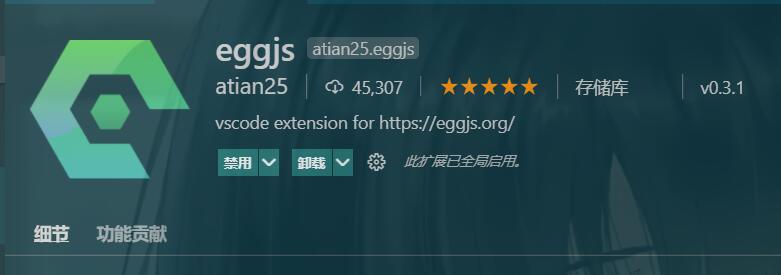 eggjs atian25.eggjs
atian25 45,307 存储库 v0.3.1
vscode extension for https://eggjs.org/
禁用 卸载 此扩展已全局启用。
细节 功能贡献